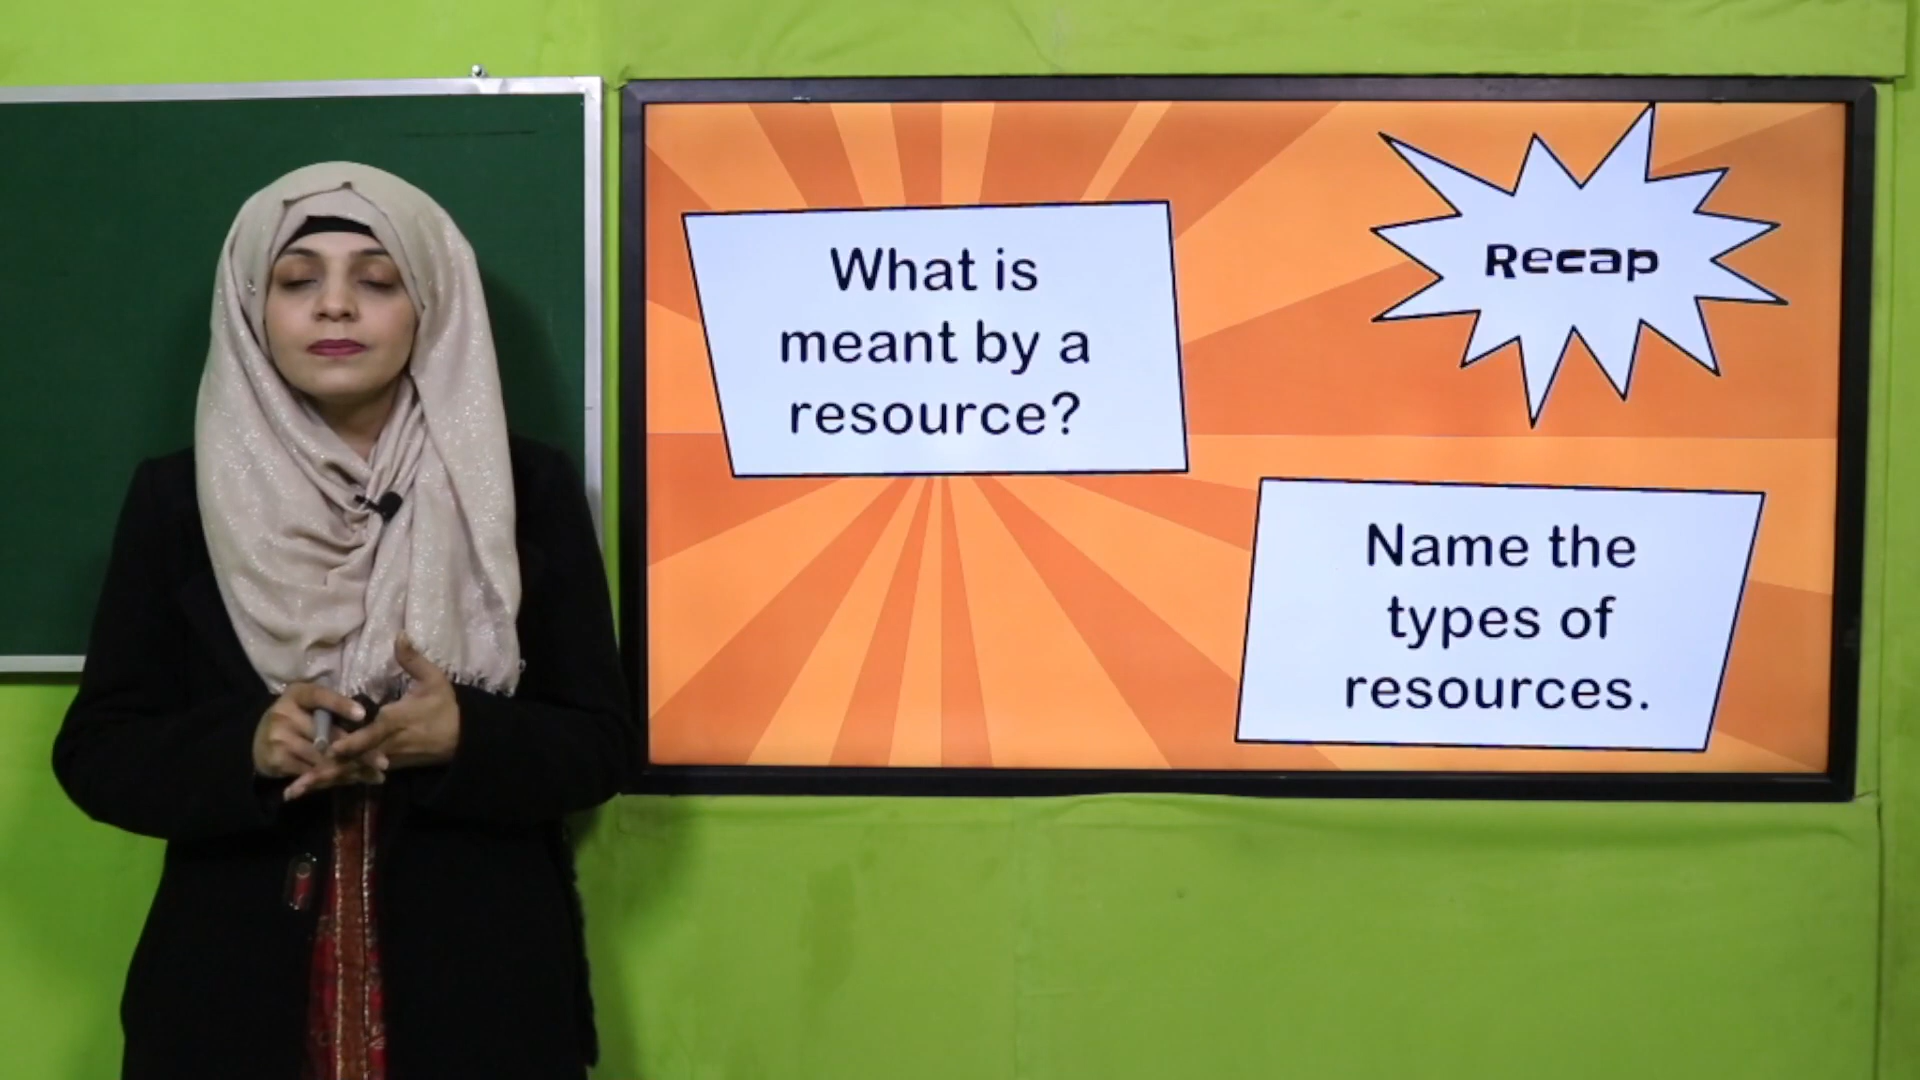 What is
meant by a
resource?
Recap
Name the
types of
resources.